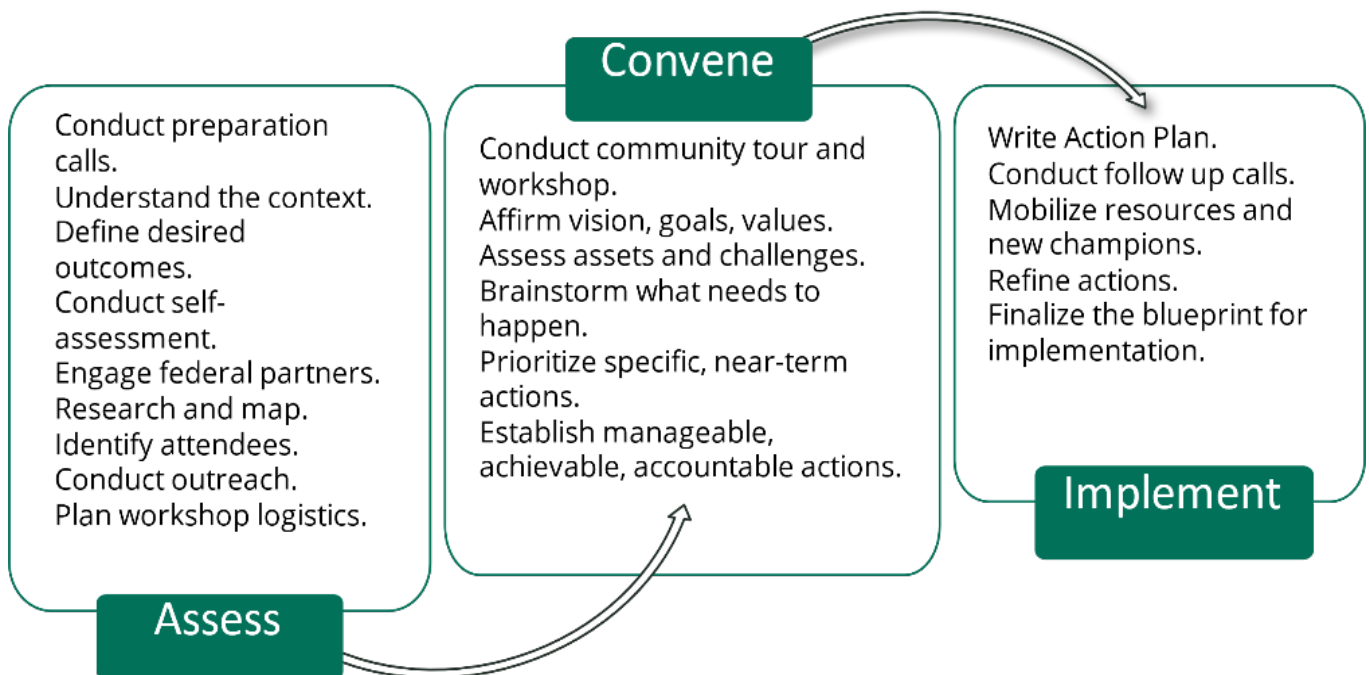 Conduct preparation
calls.
Understand the context.
Define desired
outcomes.
Conduct self-
assessment.
Engage federal partners.
Research and map.
Identify attendees.
Conduct outreach.
Plan workshop logistics.
Assess
Convene
Conduct community tour and
workshop.
Affirm vision, goals, values.
Assess assets and challenges.
Brainstorm what needs to
happen.
Prioritize specific, near-term
actions.
Establish manageable,
achievable, accountable actions.
Write Action Plan.
Conduct follow up calls.
Mobilize resources and
new champions.
Refine actions.
Finalize the blueprint for
implementation.
Implement